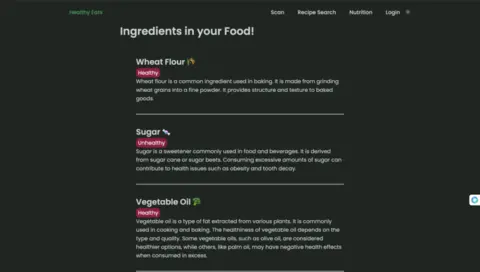 Healthy Eatz
Scan Recipe Search Nutrition Login
Ingredients in your Food!
Wheat Flour
Healthy
Wheat flour is a common ingredient used in baking. It is made from grinding
wheat grains into a fine powder. It provides structure and texture to baked
goods.
Sugar
Unhealthy
Sugar is a sweetener commonly used in food and beverages. It is derived
from sugar cane or sugar beets. Consuming excessive amounts of sugar can
contribute to health issues such as obesity and tooth decay.
Vegetable Oil
Healthy
Vegetable oil is a type of fat extracted from various plants. It is commonly
used in cooking and baking. The healthiness of vegetable oil depends on the
type and quality. Some vegetable oils, such as olive oil, are considered
healthier options, while others, like palm oil, may have negative health effects
when consumed in excess.